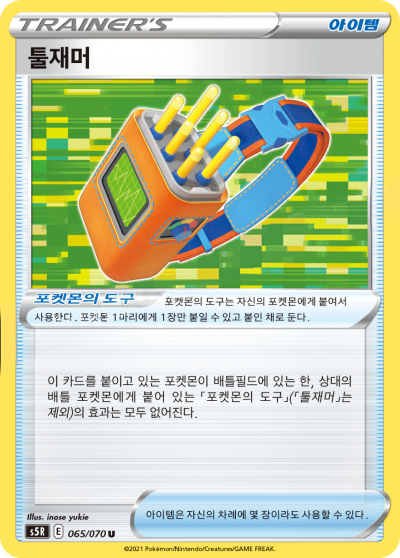 TRAINER'S
아이템
툴재머
포켓몬의 도구
포켓몬의 도구는 자신의 포켓몬에게 붙여서
사용한다. 포켓몬 1마리에게 1장만 붙일 수 있고 붙인 채로 둔다.
이 카드를 붙이고 있는 포켓몬이 배틀필드에 있는 한, 상대의
배틀 포켓몬에게 붙어 있는 「포켓몬의 도구」(「툴재머」는
제외)의 효과는 모두 없어진다.
Illus. inose yukie
s5R E 065/070 U
아이템은 자신의 차례에 몇 장이라도 사용할 수 있다.
©2021 Pokémon/Nintendo/Creatures/GAME FREAK.